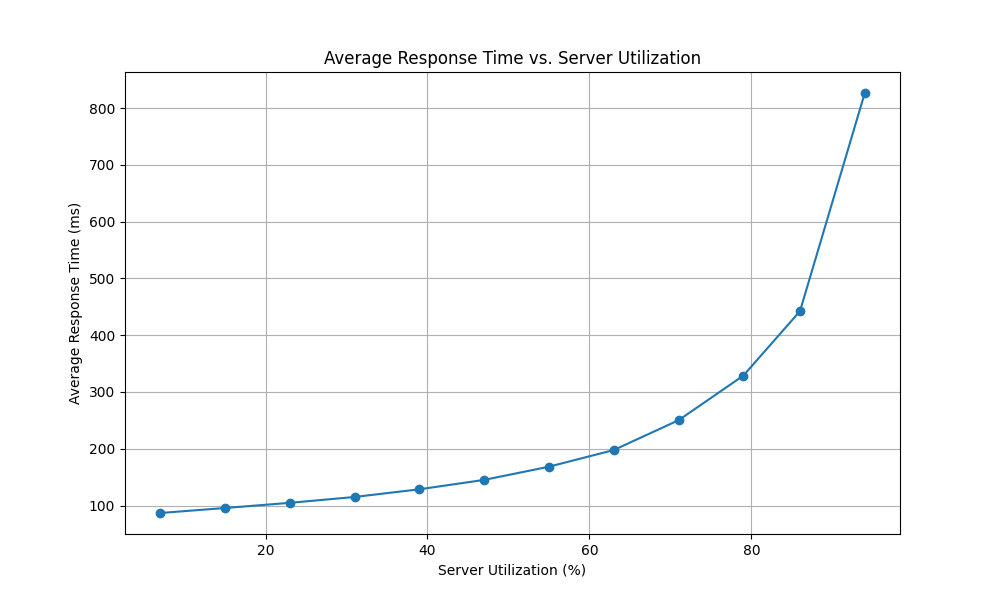 Average Response Time vs. Server Utilization
Average Response Time (ms)
800
700
600
500
400
300
200
100
20 40 60 80
Server Utilization (%)